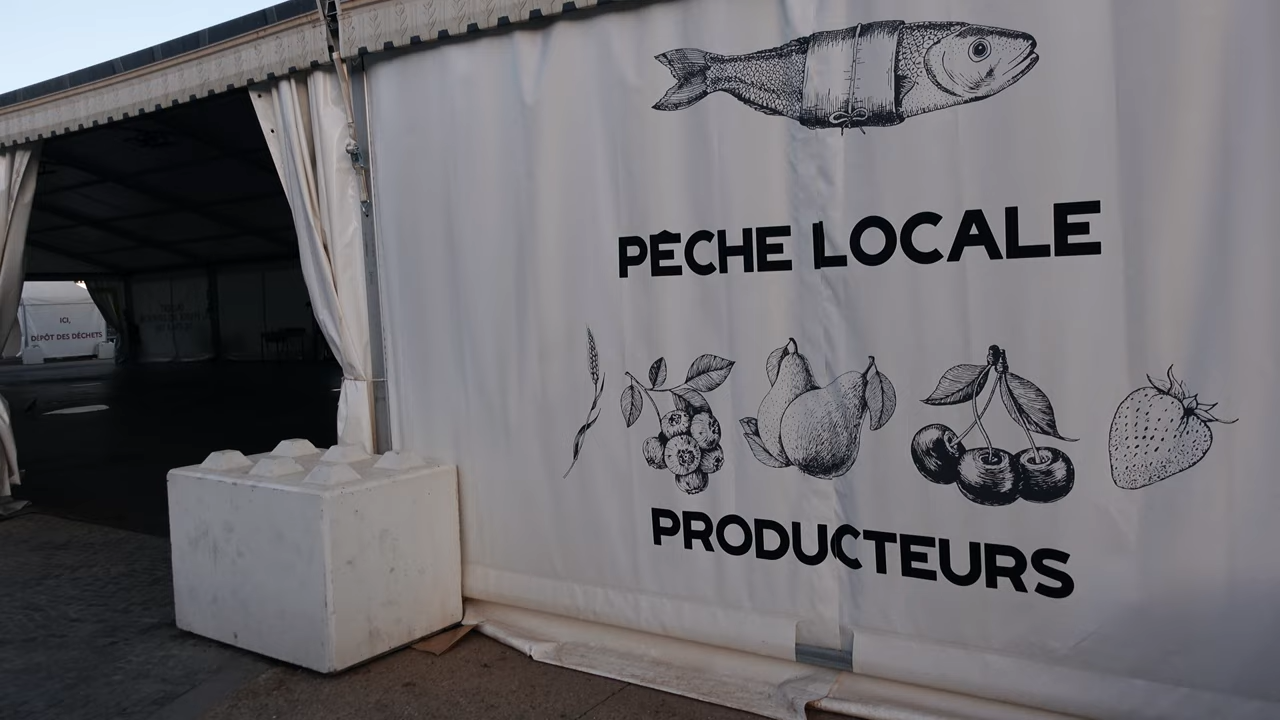 PÊCHE LOCALE
PRODUCTEURS
ICI,
DÉPÔT DES DÉCHETS